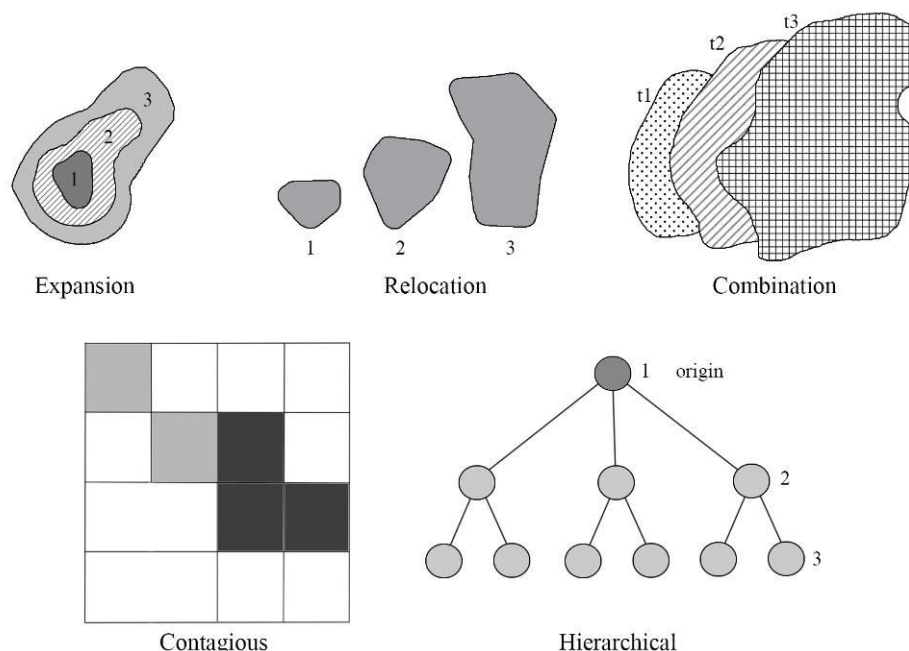 1
2
3
Expansion
1
2
3
Relocation
t1
t2
t3
Combination
Contagious
1 origin
2
3
Hierarchical